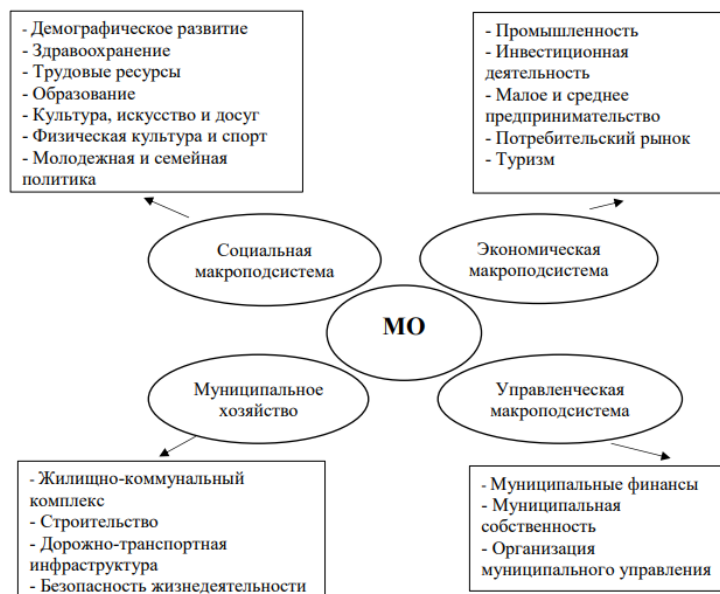 - Демографическое развитие
- Здравоохранение
- Трудовые ресурсы
- Образование
- Культура, искусство и досуг
- Физическая культура и спорт
- Молодежная и семейная
политика
- Промышленность
- Инвестиционная
деятельность
- Малое и среднее
предпринимательство
- Потребительский рынок
- Туризм
Социальная
макроподсистема
Экономическая
макроподсистема
МО
Муниципальное
хозяйство
Управленческая
макроподсистема
- Жилищно-коммунальный
комплекс
- Строительство
- Дорожно-транспортная
инфраструктура
- Безопасность жизнедеятельности
- Муниципальные финансы
- Муниципальная
собственность
- Организация
муниципального управления